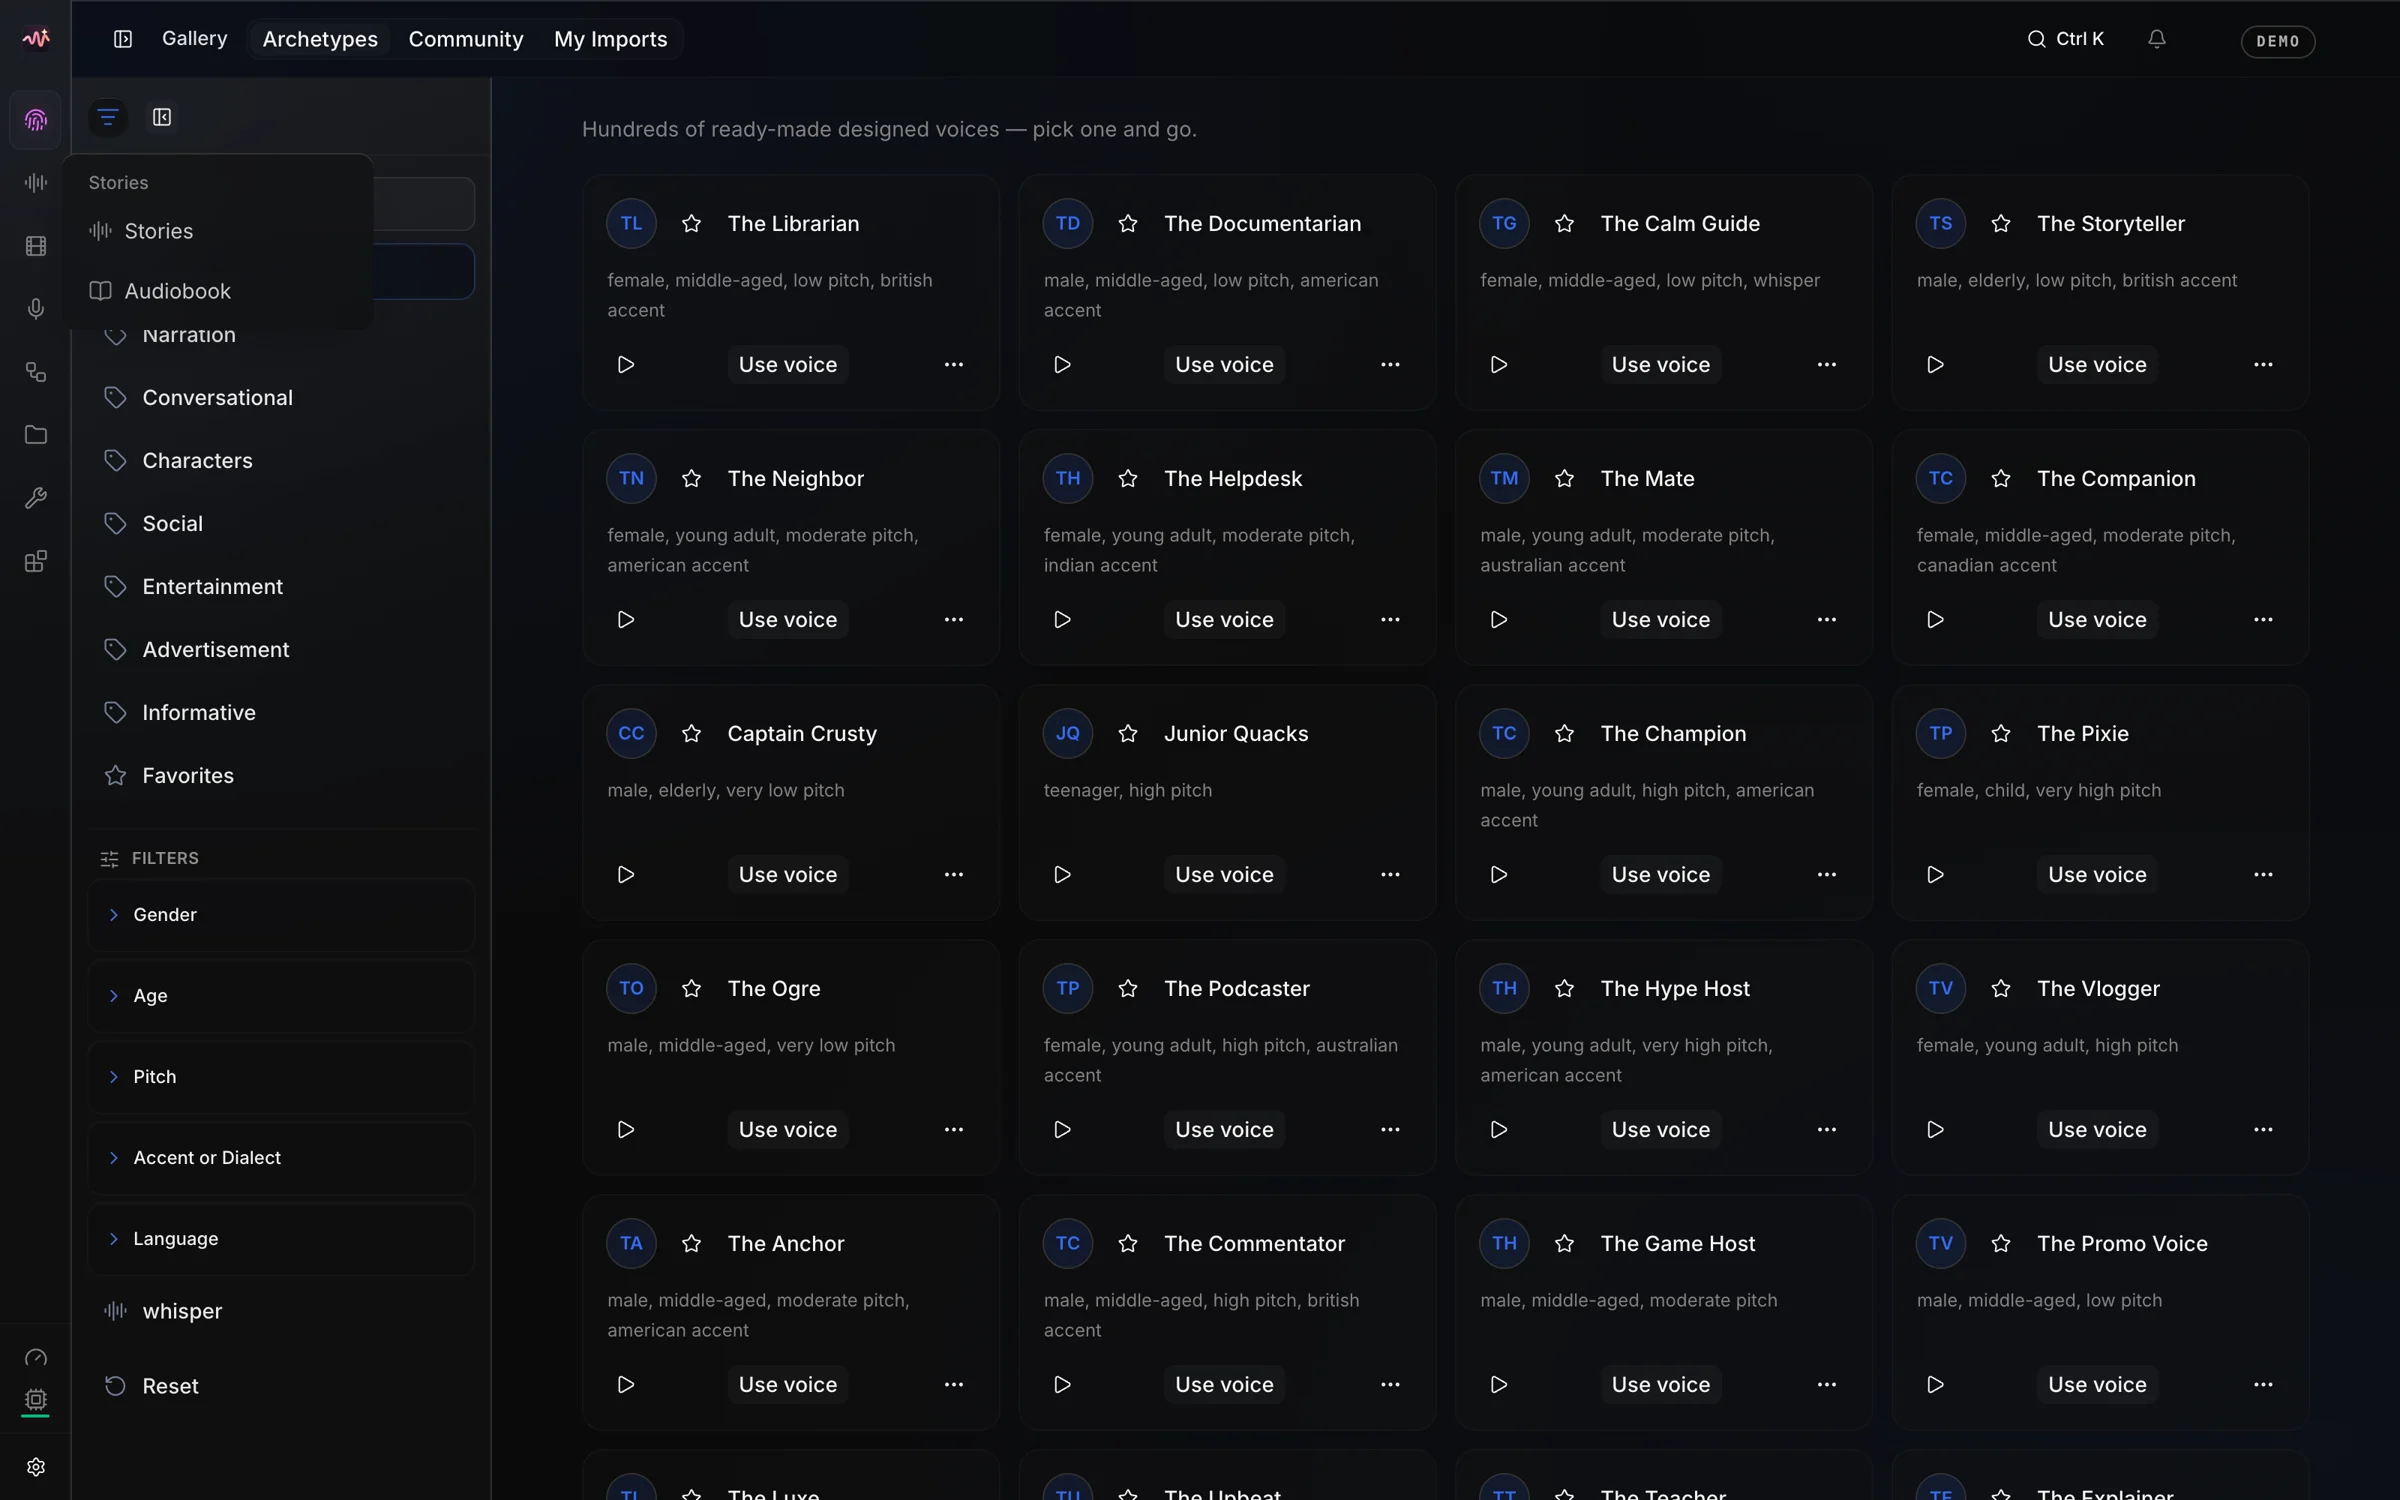 Gallery
Archetypes
Community
My Imports
Ctrl K
DEMO
Stories
Stories
Audiobook
Narration
Conversational
Characters
Social
Entertainment
Advertisement
Informative
Favorites
FILTERS
Gender
Age
Pitch
Accent or Dialect
Language
whisper
Reset
Hundreds of ready-made designed voices — pick one and go.
TL
The Librarian
female, middle-aged, low pitch, british
accent
Use voice
TD
The Documentarian
male, middle-aged, low pitch, american
accent
Use voice
TG
The Calm Guide
female, middle-aged, low pitch, whisper
Use voice
TS
The Storyteller
male, elderly, low pitch, british accent
Use voice
TN
The Neighbor
female, young adult, moderate pitch,
american accent
Use voice
TH
The Helpdesk
female, young adult, moderate pitch,
indian accent
Use voice
TM
The Mate
male, young adult, moderate pitch,
australian accent
Use voice
TC
The Companion
female, middle-aged, moderate pitch,
canadian accent
Use voice
CC
Captain Crusty
male, elderly, very low pitch
Use voice
JQ
Junior Quacks
teenager, high pitch
Use voice
TC
The Champion
male, young adult, high pitch, american
accent
Use voice
TP
The Pixie
female, child, very high pitch
Use voice
TO
The Ogre
male, middle-aged, very low pitch
Use voice
TP
The Podcaster
female, young adult, high pitch, australian
accent
Use voice
TH
The Hype Host
male, young adult, very high pitch,
american accent
Use voice
TV
The Vlogger
female, young adult, high pitch
Use voice
TA
The Anchor
male, middle-aged, moderate pitch,
american accent
Use voice
TC
The Commentator
male, middle-aged, high pitch, british
accent
Use voice
TH
The Game Host
male, middle-aged, moderate pitch
Use voice
TV
The Promo Voice
male, middle-aged, low pitch
Use voice
TL
The Luxe
TU
The Upbeat
TT
The Teacher
TE
The Explainer